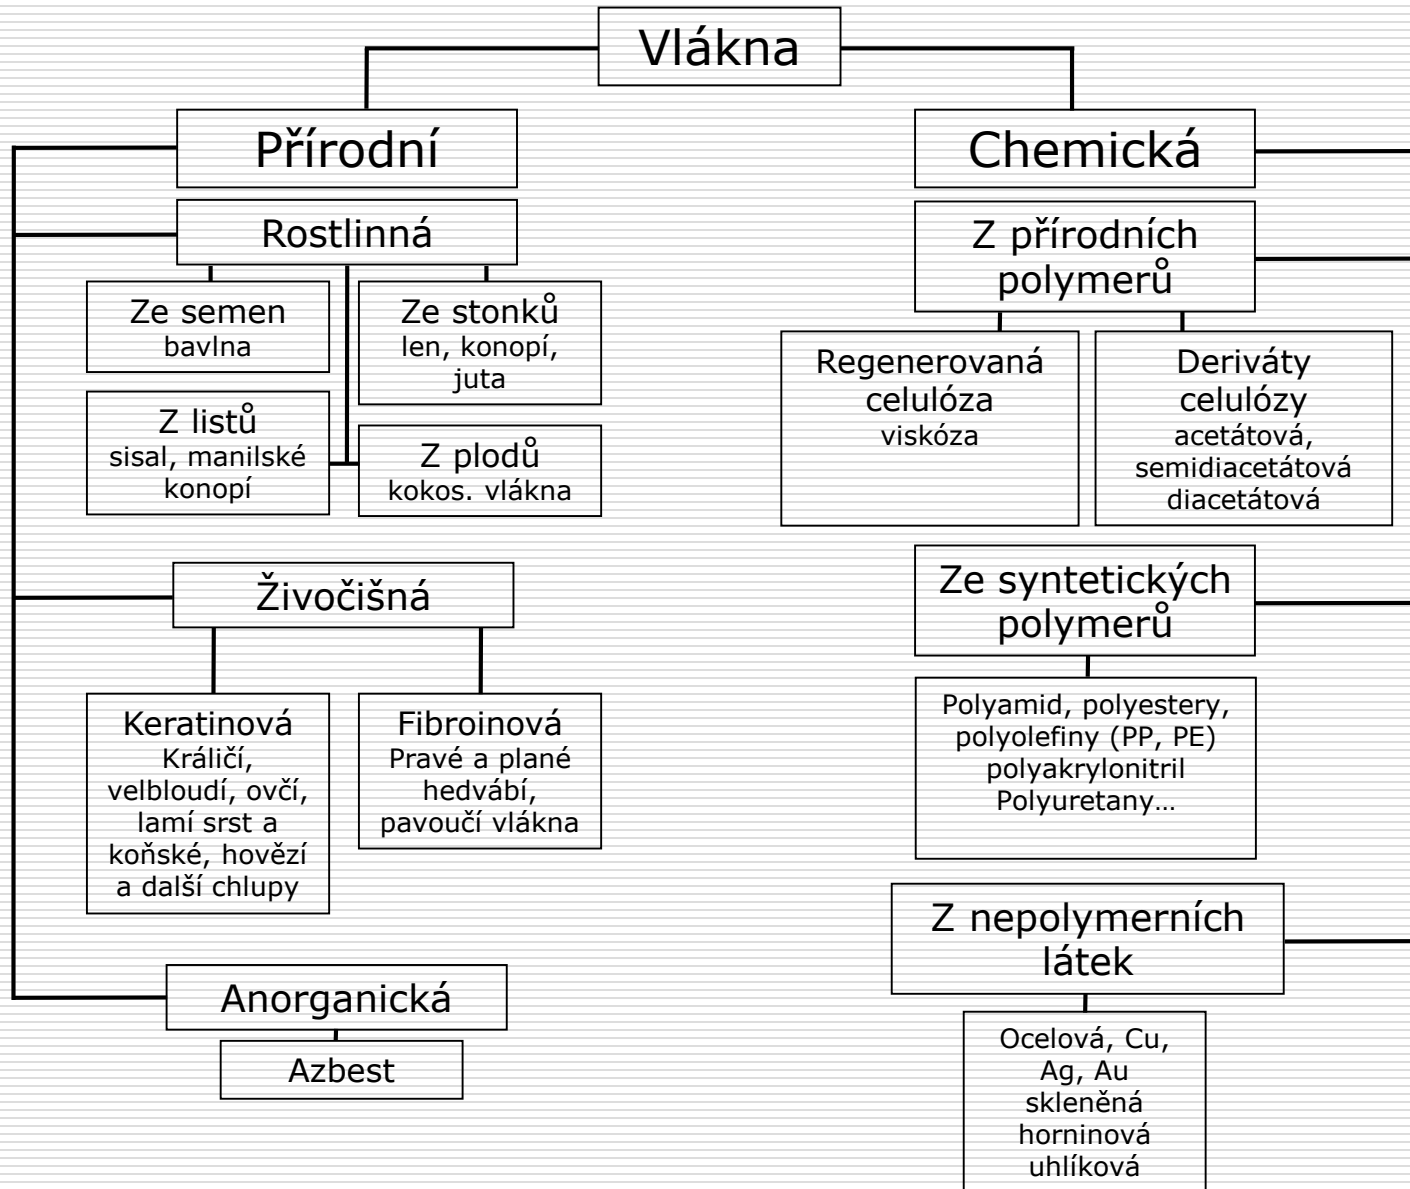 Vlákna
Přírodní
Rostlinná
Ze semen
bavlna
Ze stonků
len, konopí,
juta
Z listů
sisal, manilské
konopí
Z plodů
kokos. vlákna
Živočišná
Keratinová
Králičí,
velbloudí, ovčí,
lamí srst a
koňské, hovězí
a další chlupy
Fibroinová
Pravé a plané
hedvábí,
pavoučí vlákna
Anorganická
Azbest
Chemická
Z přírodních
polymerů
Regenerovaná
celulóza
viskóza
Deriváty
celulózy
acetátová,
semidiacetátová
diacetátová
Ze syntetických
polymerů
Polyamid, polyestery,
polyolefiny (PP, PE)
polyakrylonitril
Polyuretany…
Z nepolymerních
látek
Ocelová, Cu,
Ag, Au
skleněná
horninová
uhlíková